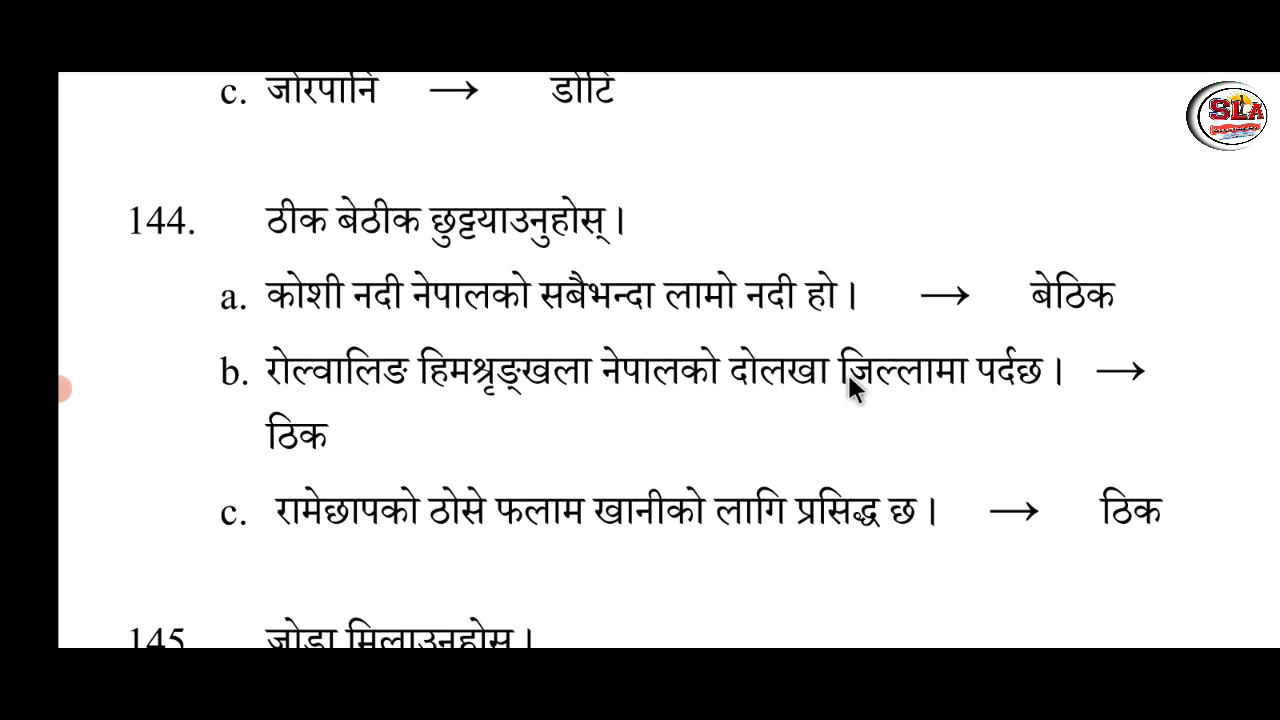 c. जोरपानि → डोटि
144. ठीक बेठीक छुट्टयाउनुहोस् ।
a. कोशी नदी नेपालको सबैभन्दा लामो नदी हो । → बेठिक
b. रोल्वालिङ हिमश्रृङ्खला नेपालको दोलखा जिल्लामा पर्दछ । →
ठिक
c. रामेछापको ठोसे फलाम खानीको लागि प्रसिद्ध छ । → ठिक
145. जोडा मिलाउनुहोस् ।
SLA